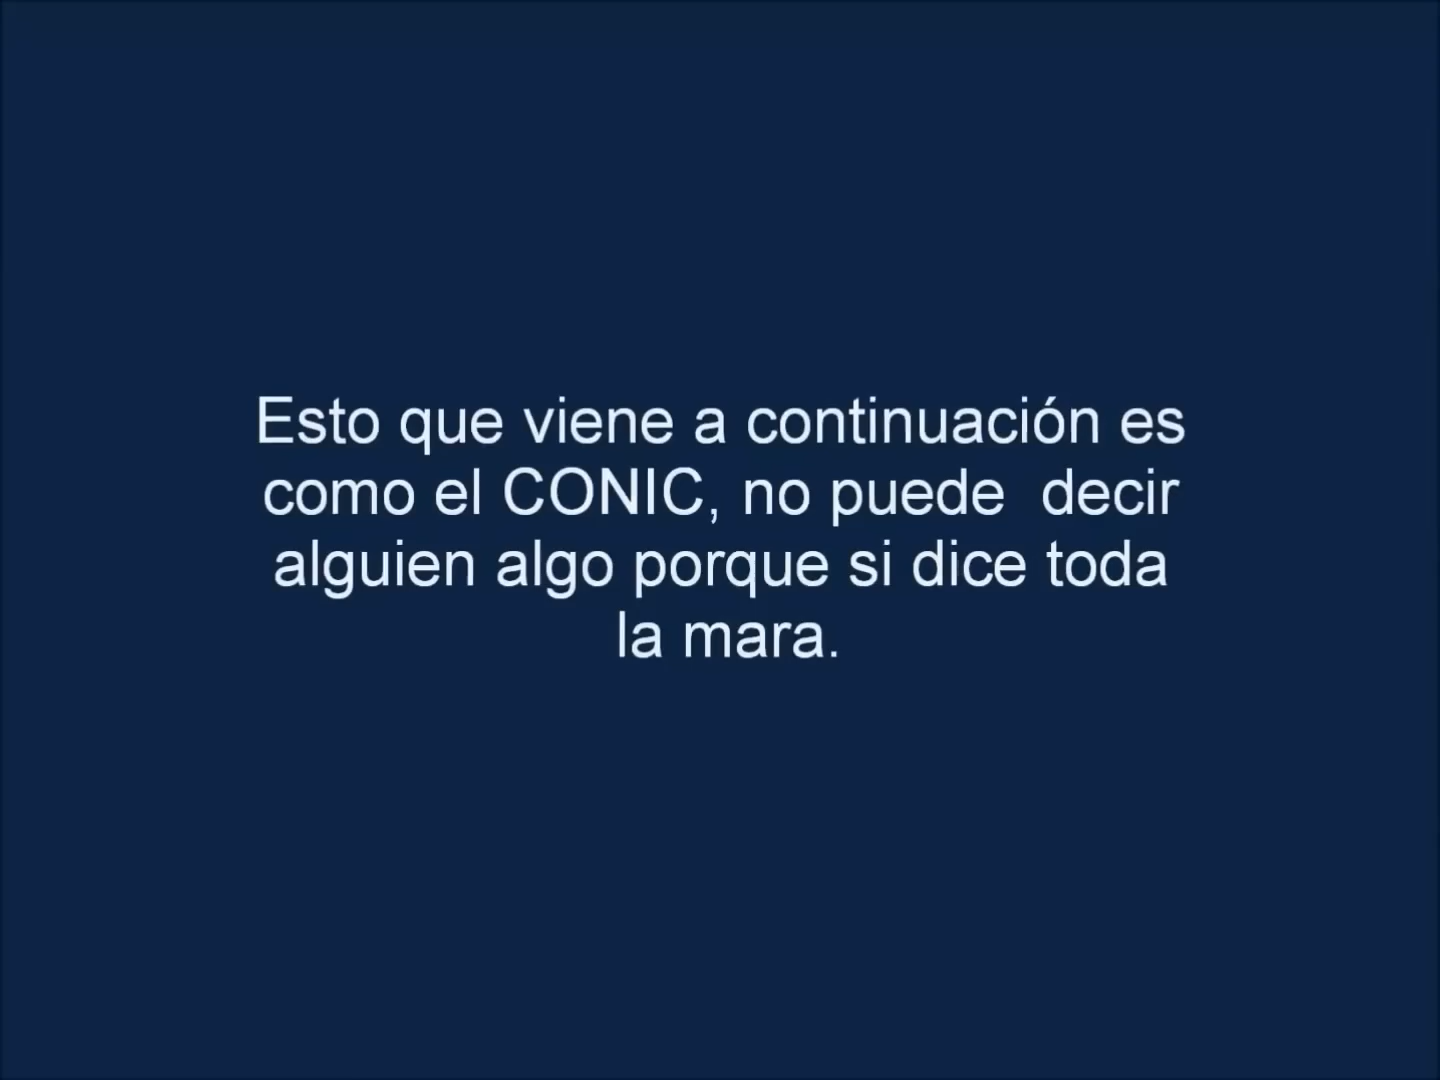 Esto que viene a continuación es
como el CONIC, no puede  decir
alguien algo porque si dice toda
la mara.